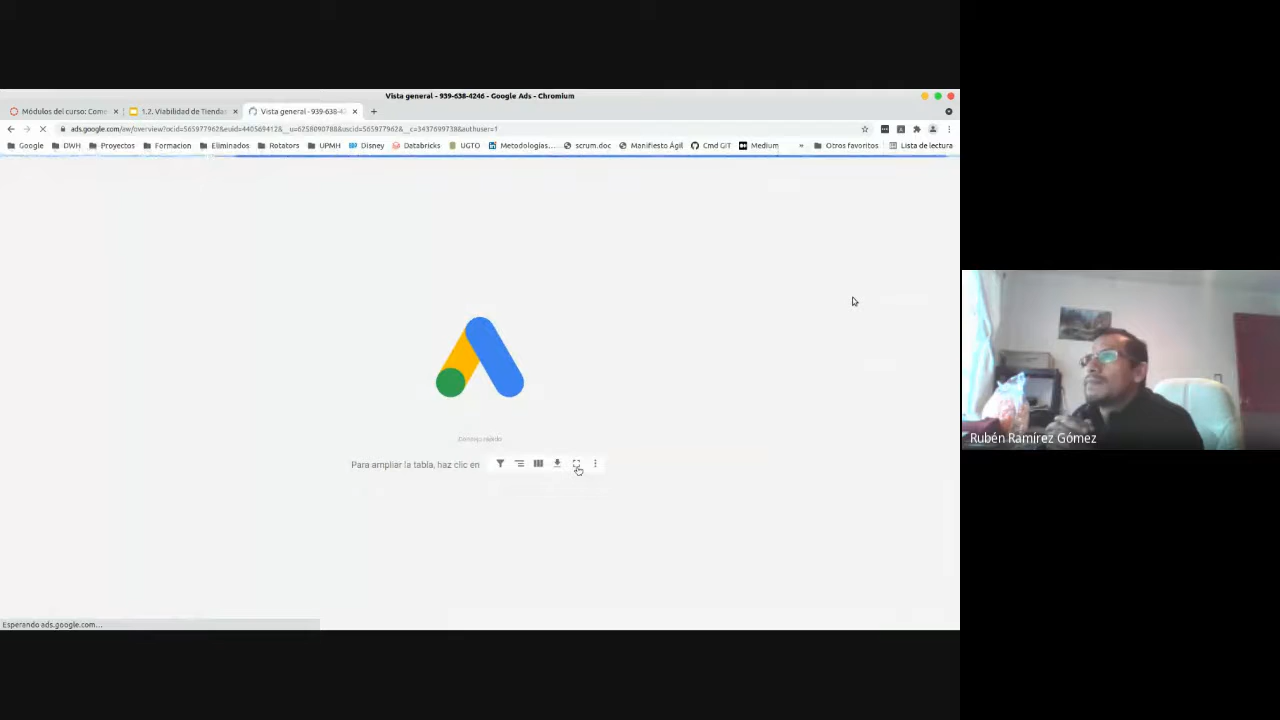 Vista general - 939-638-4246 - Google Ads - Chromium
Módulos del curso: Come
1.2. Viabilidad de Tiendas
Vista general - 939-638-42
ads.google.com/aw/overview?ocid=565977962&euid=440569412&__u=6258090788&uscid=565977962&__c=3437699738&authuser=1
Google DWH Proyectos Formacion Eliminados Rotators UPMH Disney Databricks UGTO Metodologías... scrum.doc Manifiesto Ágil Cmd GIT Medium » Otros favoritos Lista de lectura
Consejo rápido
Para ampliar la tabla, haz clic en
Esperando ads.google.com...
Rubén Ramírez Gómez